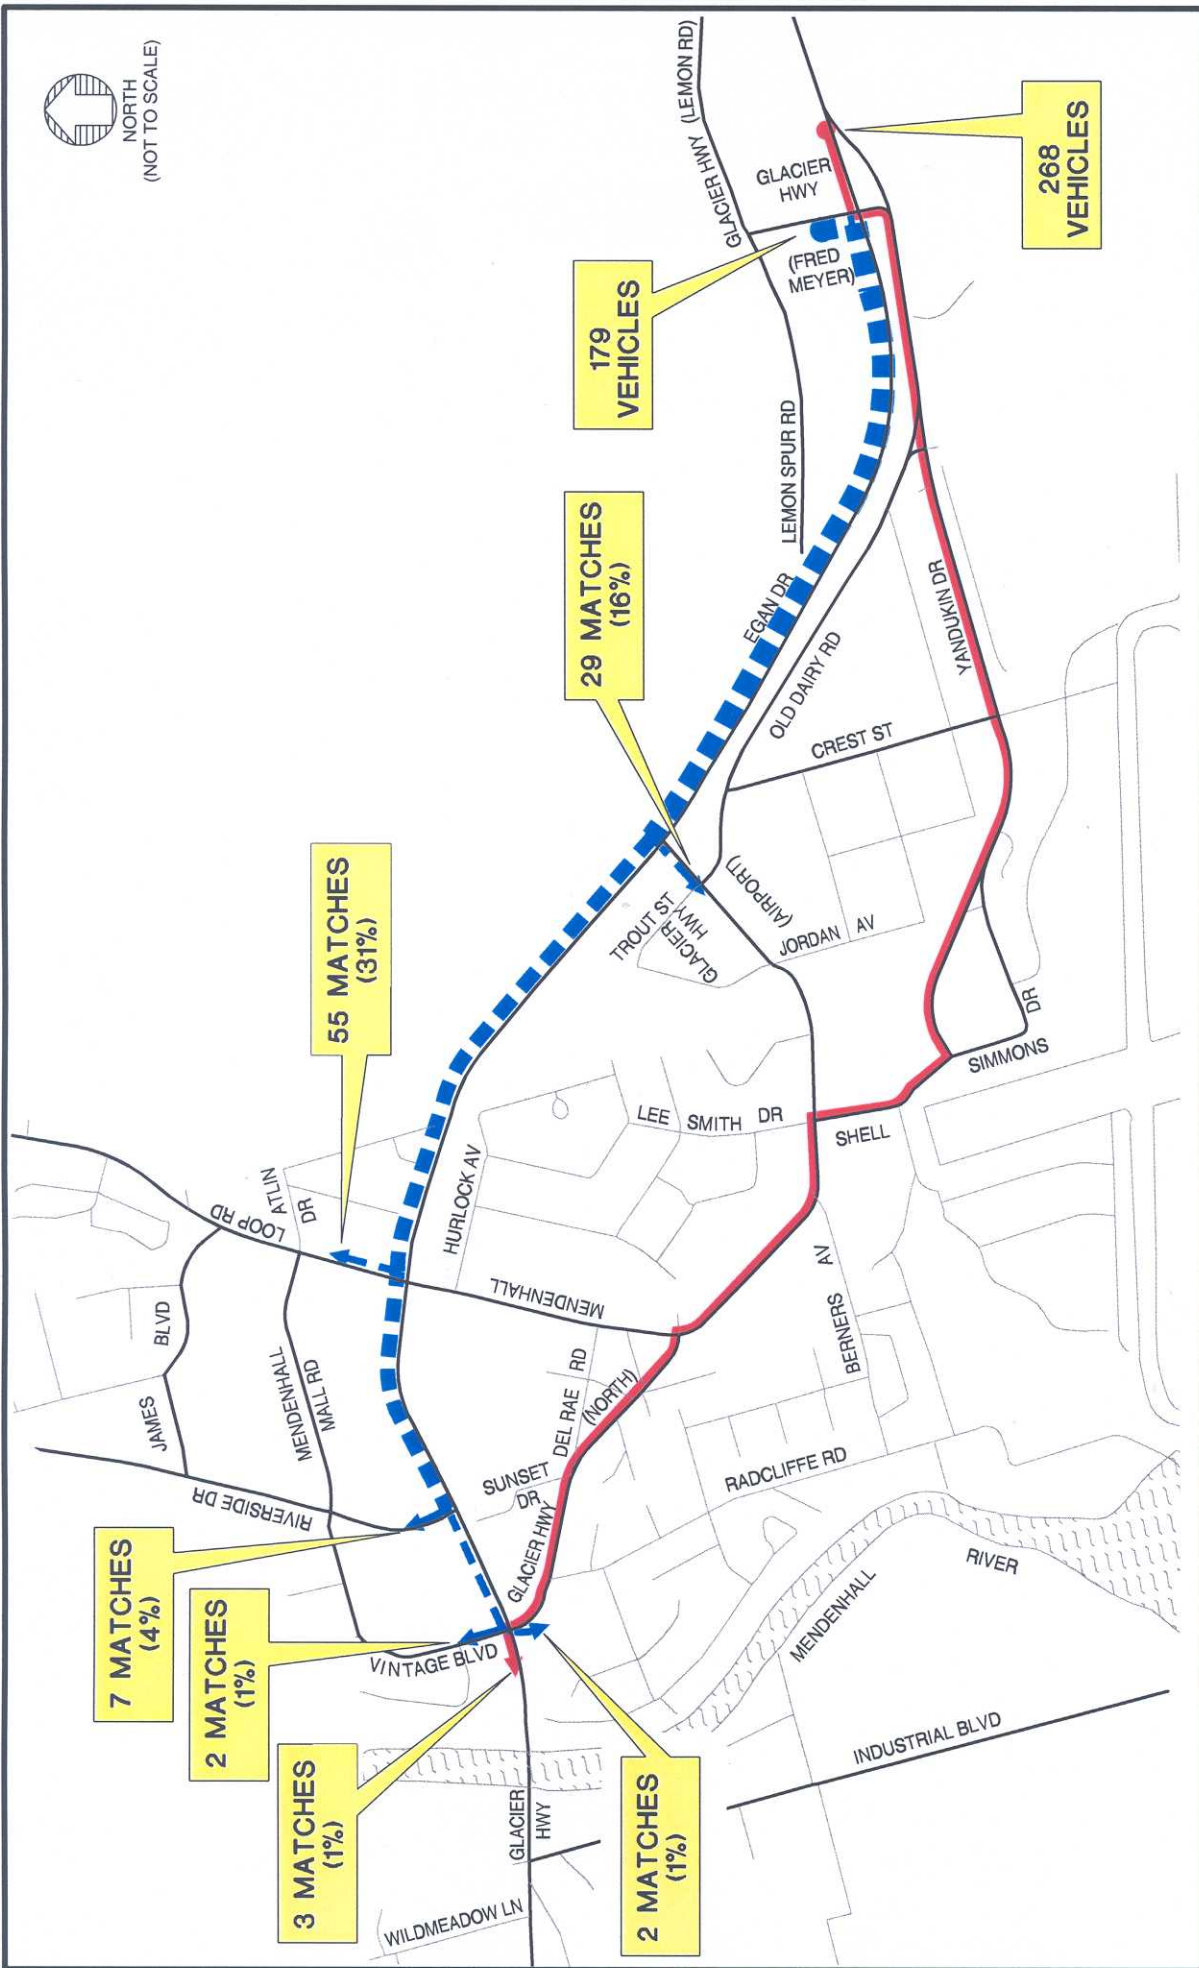 NORTH
(NOT TO SCALE)
GLACIER HWY (LEMON RD)
GLACIER
HWY
268
VEHICLES
(FRED
MEYER)
179
VEHICLES
LEMON SPUR RD
29 MATCHES
(16%)
EGAN DR
OLD DAIRY RD
YANDUKIN DR
CREST ST
55 MATCHES
(31%)
TROUT ST
GLACIER
HWY
(AIRPORT)
JORDAN AV
SIMMONS
DR
LEE SMITH DR
SHELL
ATLIN
DR
LOOP RD
HURLOCK AV
MENDENHALL
BERNERS AV
JAMES BLVD
MENDENHALL
MALL RD
DEL RAE RD
(NORTH)
SUNSET
DR
RADCLIFFE RD
RIVERSIDE DR
GLACIER HWY
7 MATCHES
(4%)
2 MATCHES
(1%)
VINTAGE BLVD
MENDENHALL
RIVER
3 MATCHES
(1%)
2 MATCHES
(1%)
INDUSTRIAL BLVD
GLACIER
HWY
WILDMEADOW LN